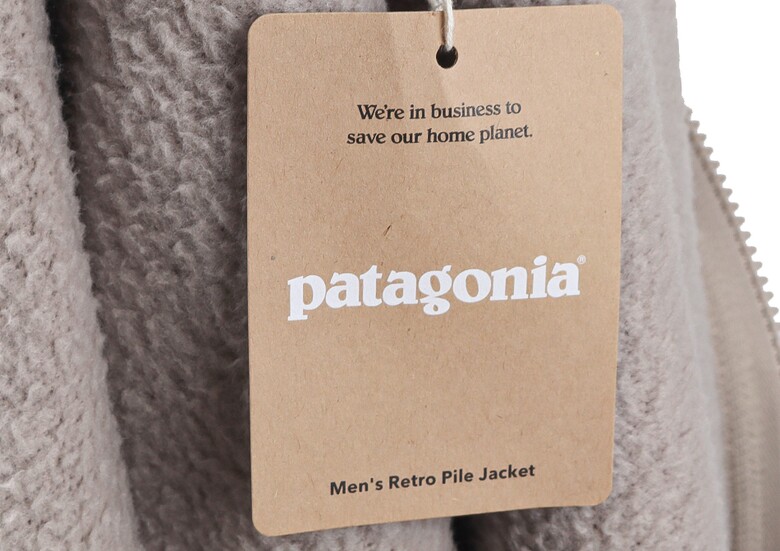 We're in business to
save our home planet.
patagonia®
Men's Retro Pile Jacket